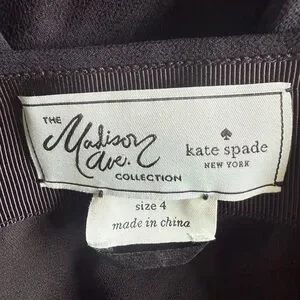 THE
Madison
Ave.
COLLECTION
kate spade
NEW YORK
size 4
made in china